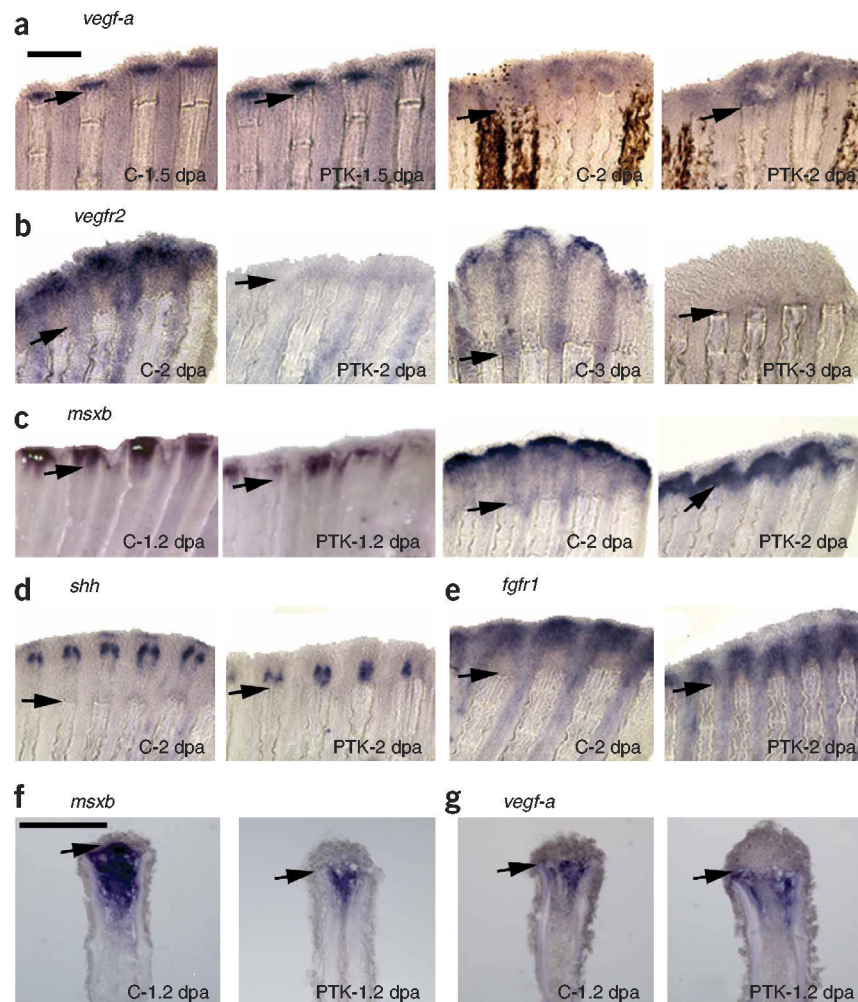 a vegf-a
C-1.5 dpa PTK-1.5 dpa C-2 dpa PTK-2 dpa
b vegfr2
C-2 dpa PTK-2 dpa C-3 dpa PTK-3 dpa
c msxb
C-1.2 dpa PTK-1.2 dpa C-2 dpa PTK-2 dpa
d shh e fgfr1
C-2 dpa PTK-2 dpa C-2 dpa PTK-2 dpa
f msxb g vegf-a
C-1.2 dpa PTK-1.2 dpa C-1.2 dpa PTK-1.2 dpa